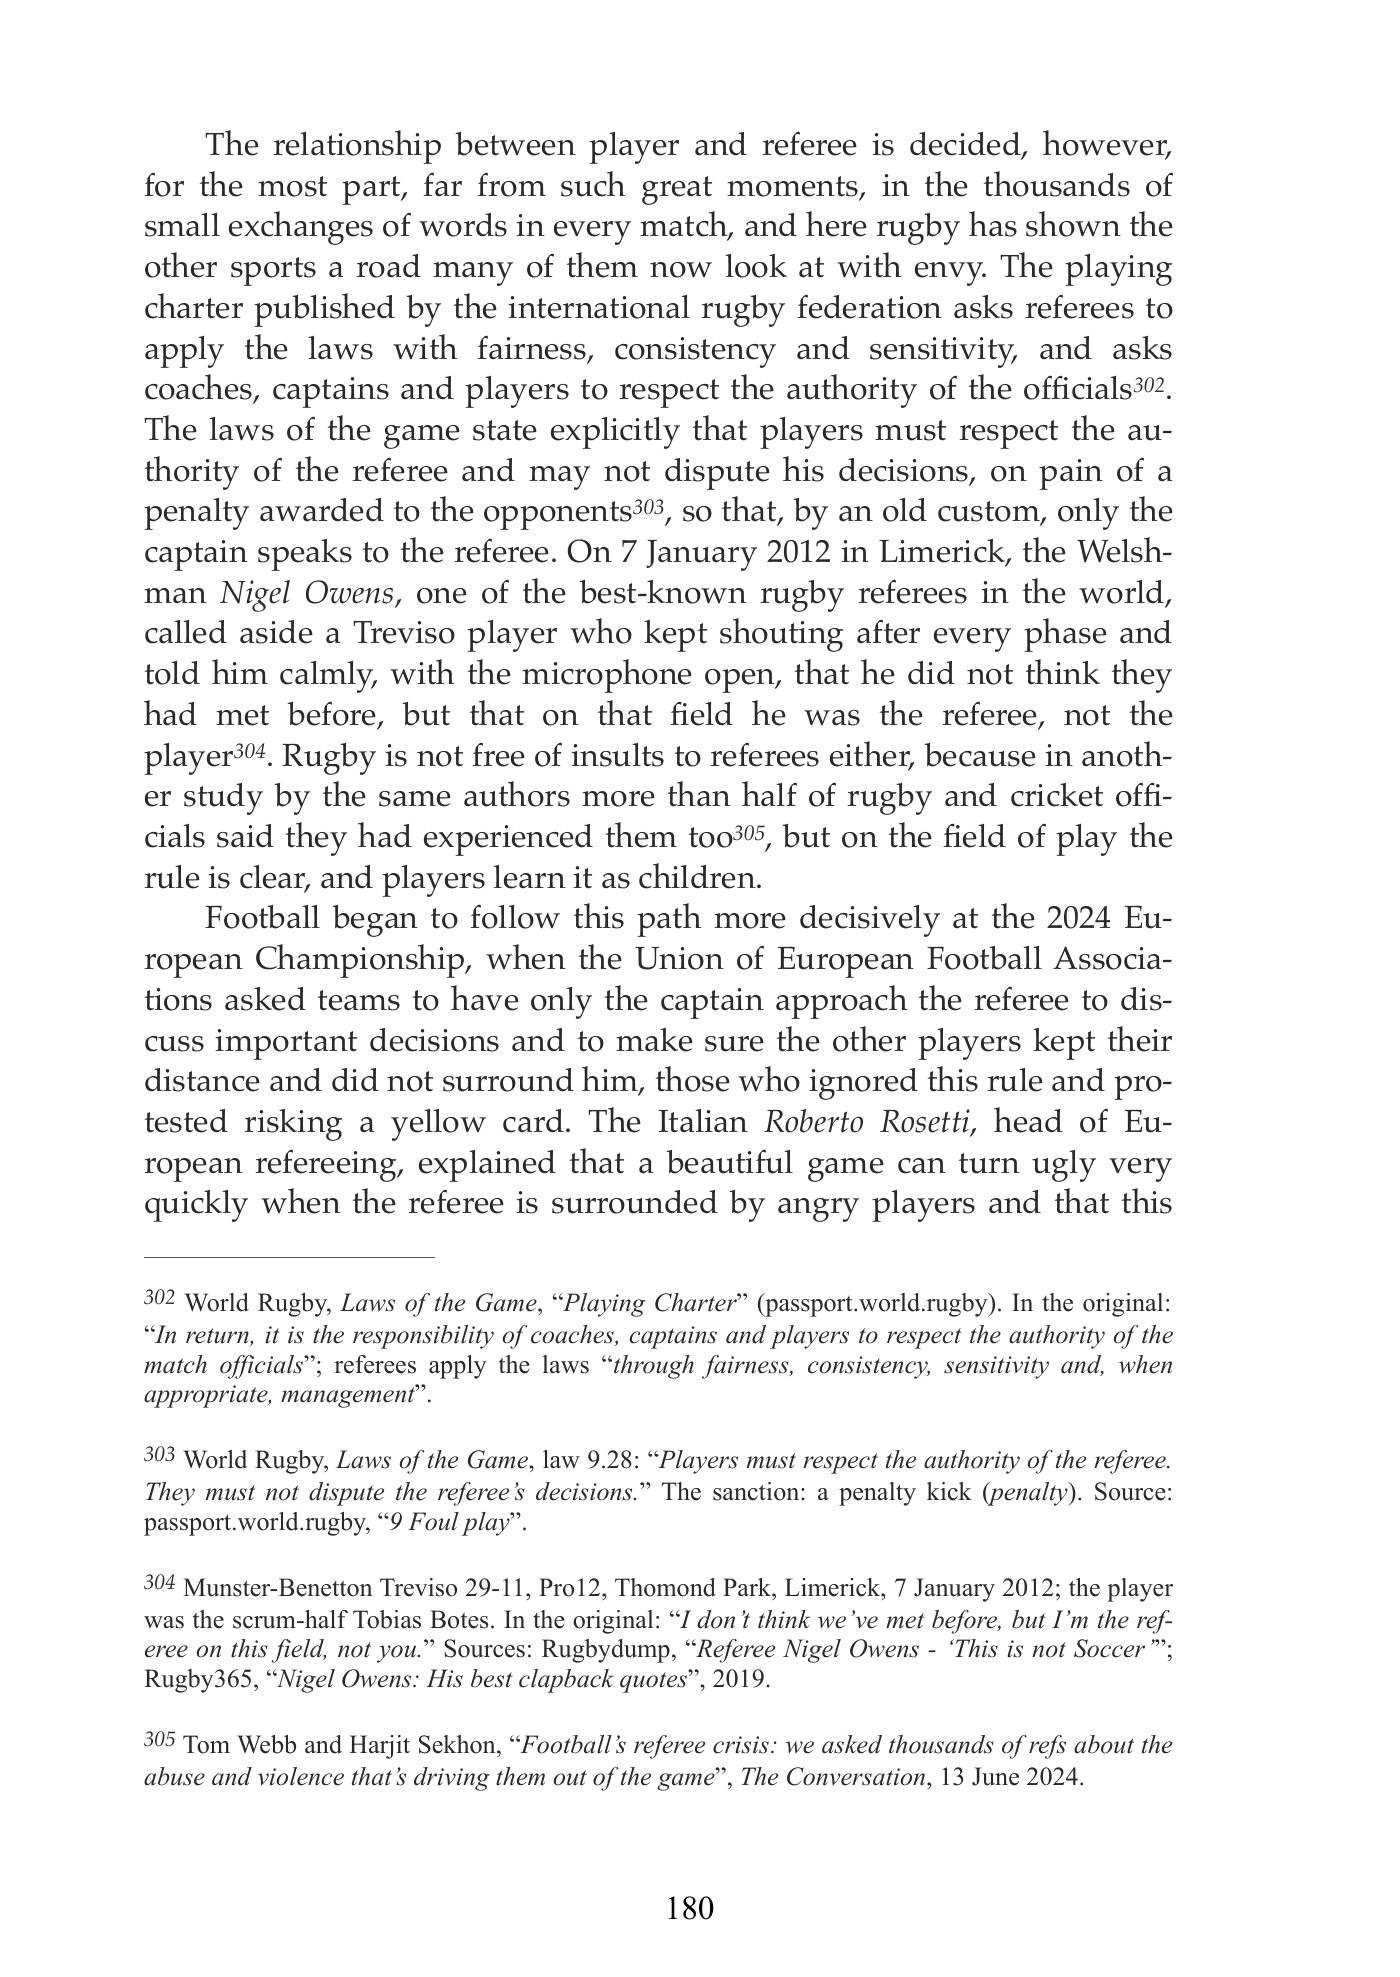 The relationship between player and referee is decided, however,
for the most part, far from such great moments, in the thousands of
small exchanges of words in every match, and here rugby has shown the
other sports a road many of them now look at with envy. The playing
charter published by the international rugby federation asks referees to
apply the laws with fairness, consistency and sensitivity, and asks
coaches, captains and players to respect the authority of the officials302.
The laws of the game state explicitly that players must respect the au-
thority of the referee and may not dispute his decisions, on pain of a
penalty awarded to the opponents303, so that, by an old custom, only the
captain speaks to the referee. On 7 January 2012 in Limerick, the Welsh-
man Nigel Owens, one of the best-known rugby referees in the world,
called aside a Treviso player who kept shouting after every phase and
told him calmly, with the microphone open, that he did not think they
had met before, but that on that field he was the referee, not the
player304. Rugby is not free of insults to referees either, because in anoth-
er study by the same authors more than half of rugby and cricket offi-
cials said they had experienced them too305, but on the field of play the
rule is clear, and players learn it as children.
Football began to follow this path more decisively at the 2024 Eu-
ropean Championship, when the Union of European Football Associa-
tions asked teams to have only the captain approach the referee to dis-
cuss important decisions and to make sure the other players kept their
distance and did not surround him, those who ignored this rule and pro-
tested risking a yellow card. The Italian Roberto Rosetti, head of Eu-
ropean refereeing, explained that a beautiful game can turn ugly very
quickly when the referee is surrounded by angry players and that this
302 World Rugby, Laws of the Game, “Playing Charter” (passport.world.rugby). In the original:
“In return, it is the responsibility of coaches, captains and players to respect the authority of the
match officials”; referees apply the laws “through fairness, consistency, sensitivity and, when
appropriate, management”.
303 World Rugby, Laws of the Game, law 9.28: “Players must respect the authority of the referee.
They must not dispute the referee’s decisions.” The sanction: a penalty kick (penalty). Source:
passport.world.rugby, “9 Foul play”.
304 Munster-Benetton Treviso 29-11, Pro12, Thomond Park, Limerick, 7 January 2012; the player
was the scrum-half Tobias Botes. In the original: “I don’t think we’ve met before, but I’m the ref-
eree on this field, not you.” Sources: Rugbydump, “Referee Nigel Owens - ‘This is not Soccer’”;
Rugby365, “Nigel Owens: His best clapback quotes”, 2019.
305 Tom Webb and Harjit Sekhon, “Football’s referee crisis: we asked thousands of refs about the
abuse and violence that’s driving them out of the game”, The Conversation, 13 June 2024.
180